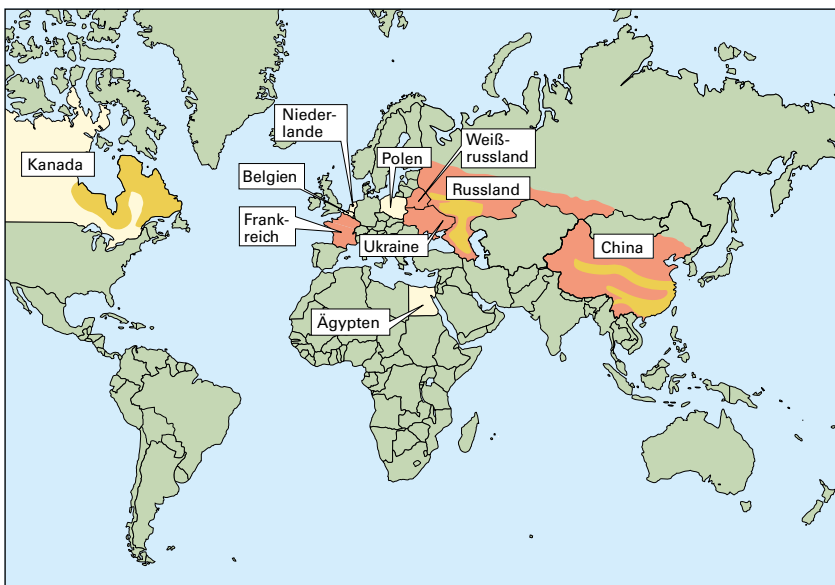 Kanada
Nieder-
lande
Belgien
Frank-
reich
Polen
Weiß-
russland
Russland
Ukraine
China
Ägypten